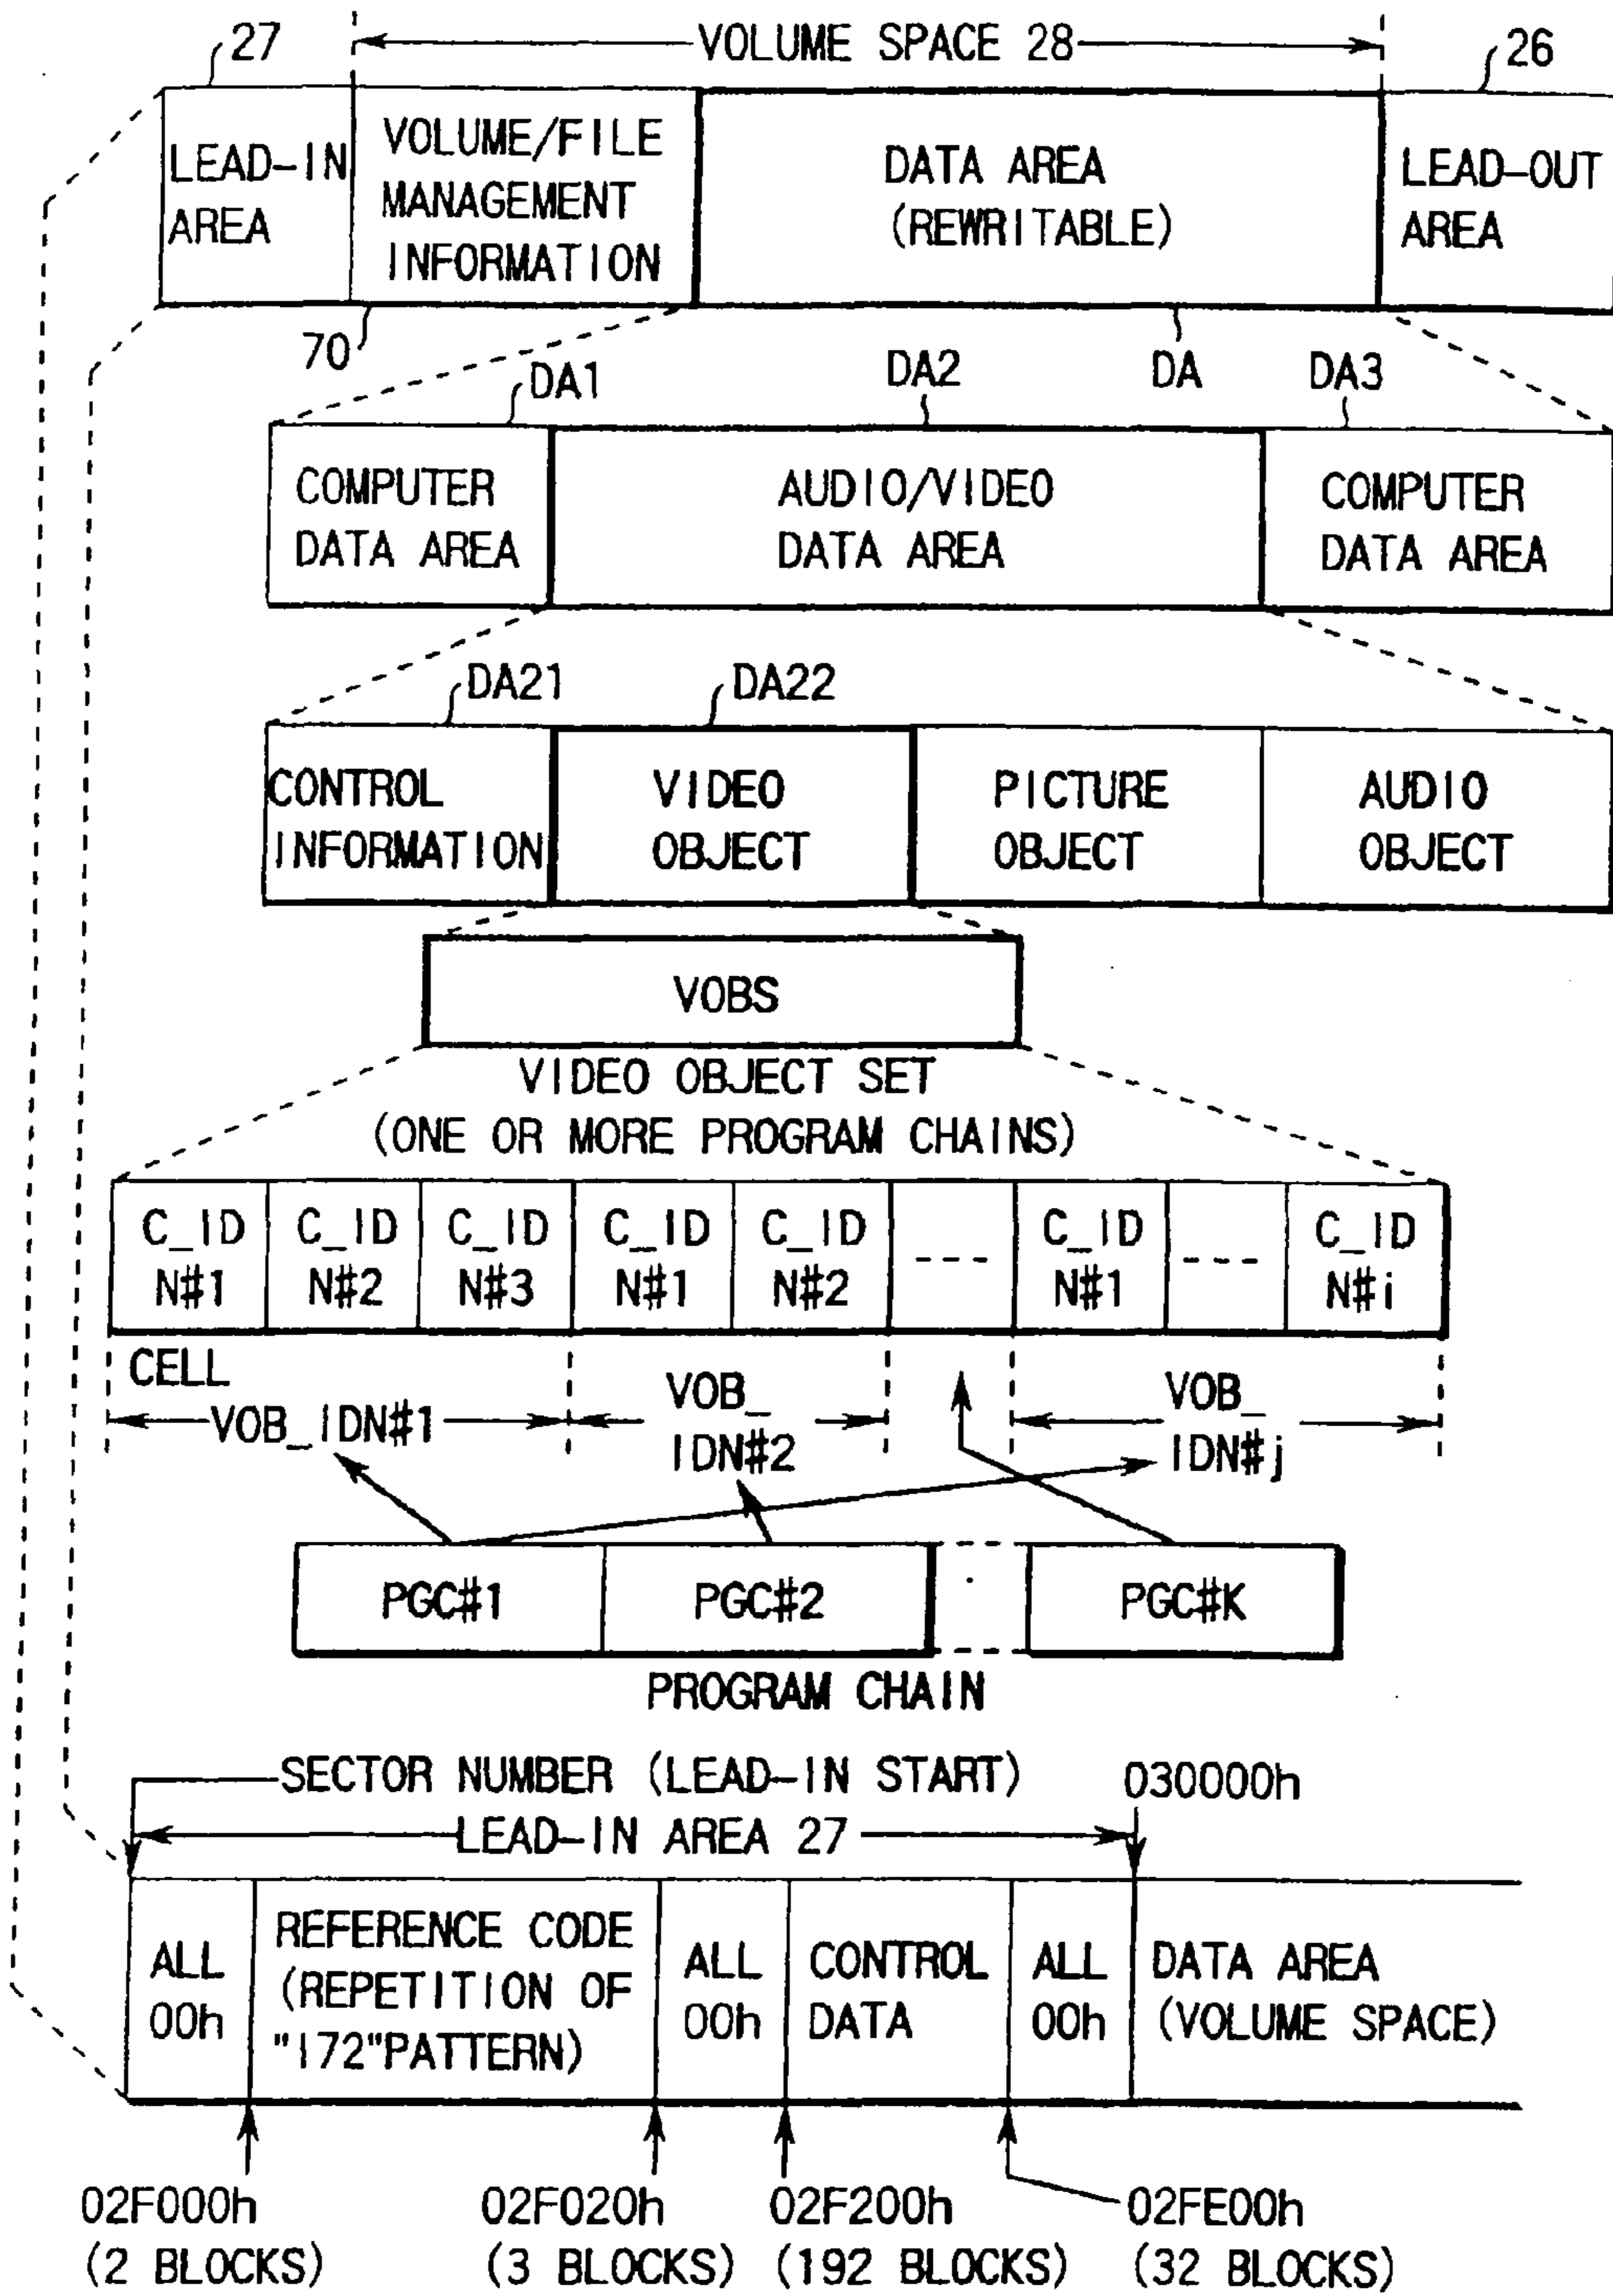 27
VOLUME SPACE 28
26
LEAD-IN
AREA
VOLUME/FILE
MANAGEMENT
INFORMATION
DATA AREA
(REWRITABLE)
LEAD-OUT
AREA
70
DA1
DA2
DA
DA3
COMPUTER
DATA AREA
AUDIO/VIDEO
DATA AREA
COMPUTER
DATA AREA
DA21
DA22
CONTROL
INFORMATION
VIDEO
OBJECT
PICTURE
OBJECT
AUDIO
OBJECT
VOBS
VIDEO OBJECT SET
(ONE OR MORE PROGRAM CHAINS)
C_ID
N#1
C_ID
N#2
C_ID
N#3
C_ID
N#1
C_ID
N#2
----
C_ID
N#1
----
C_ID
N#i
CELL
VOB_IDN#1
VOB_
IDN#2
VOB_
IDN#j
PGC#1
PGC#2
PGC#K
PROGRAM CHAIN
SECTOR NUMBER (LEAD-IN START)
030000h
LEAD-IN AREA 27
ALL
00h
REFERENCE CODE
(REPETITION OF
"172"PATTERN)
ALL
00h
CONTROL
DATA
ALL
00h
DATA AREA
(VOLUME SPACE)
02F000h
(2 BLOCKS)
02F020h
(3 BLOCKS)
02F200h
(192 BLOCKS)
02FE00h
(32 BLOCKS)